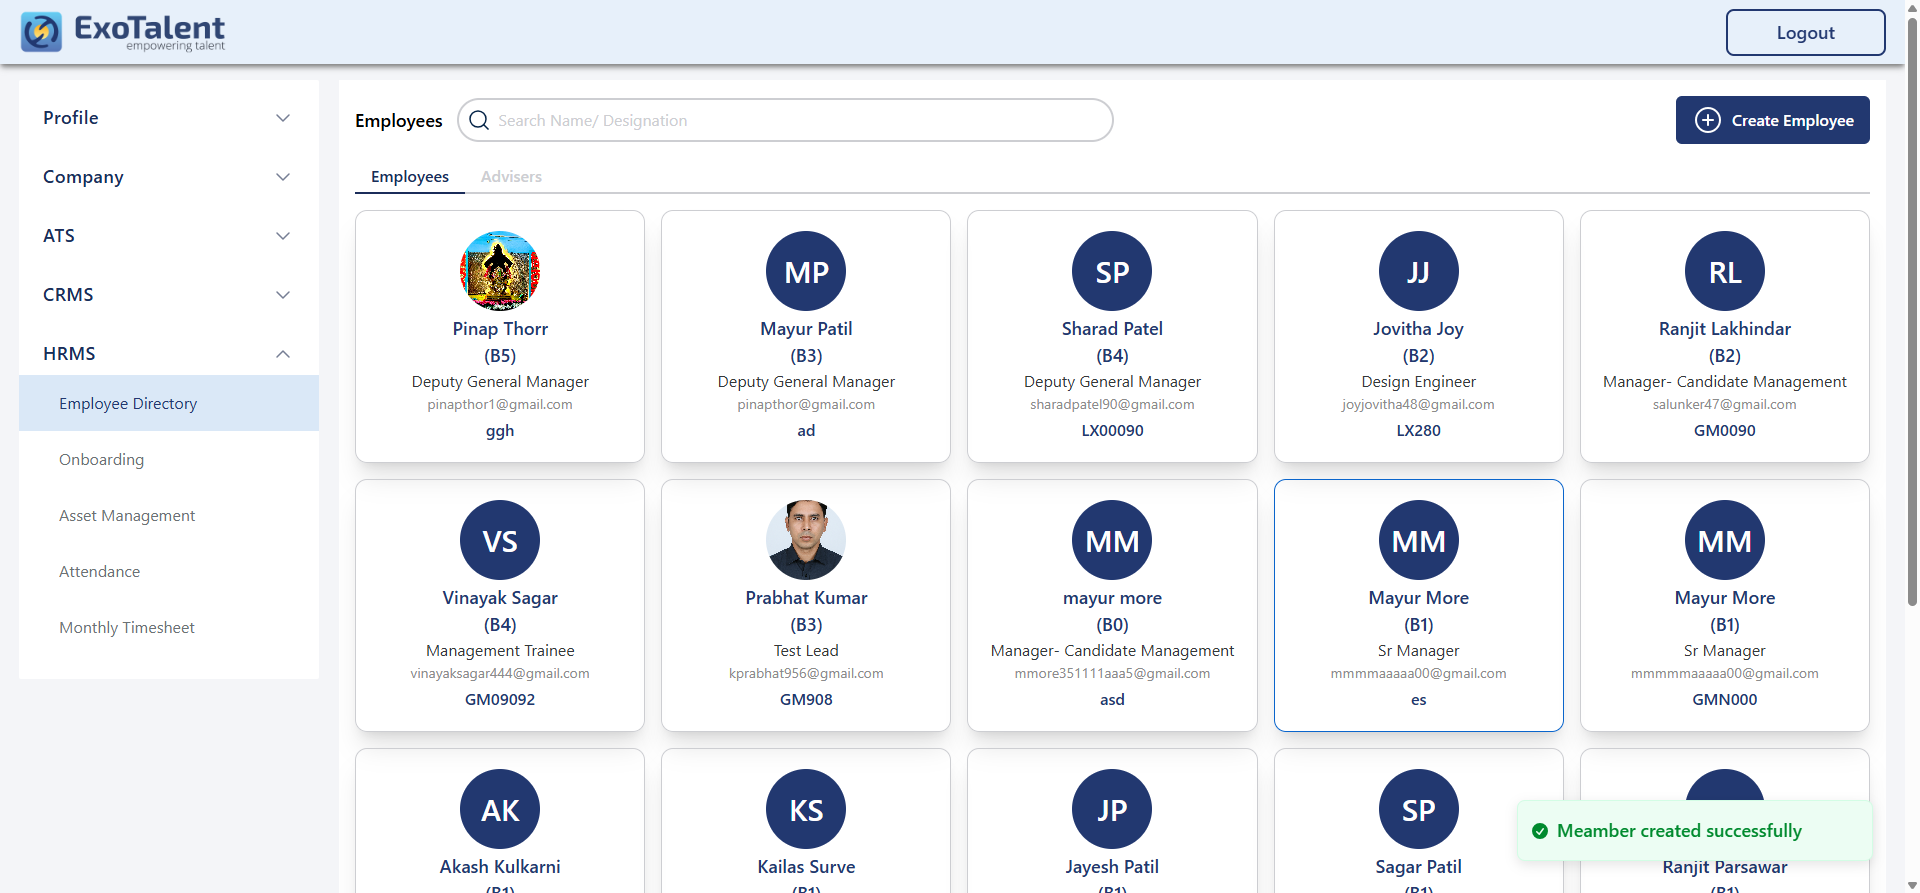 ExoTalent
empowering talent
Logout
Profile
Company
ATS
CRMS
HRMS
Employee Directory
Onboarding
Asset Management
Attendance
Monthly Timesheet
Employees
Search Name/ Designation
Create Employee
Employees
Advisers
Pinap Thorr
(B5)
Deputy General Manager
pinapthor1@gmail.com
ggh
MP
Mayur Patil
(B3)
Deputy General Manager
pinapthor@gmail.com
ad
SP
Sharad Patel
(B4)
Deputy General Manager
sharadpatel90@gmail.com
LX00090
JJ
Jovitha Joy
(B2)
Design Engineer
joyjovitha48@gmail.com
LX280
RL
Ranjit Lakhindar
(B2)
Manager- Candidate Management
salunker47@gmail.com
GM0090
VS
Vinayak Sagar
(B4)
Management Trainee
vinayaksagar444@gmail.com
GM09092
Prabhat Kumar
(B3)
Test Lead
kprabhat956@gmail.com
GM908
MM
mayur more
(B0)
Manager- Candidate Management
mmore351111aaa5@gmail.com
asd
MM
Mayur More
(B1)
Sr Manager
mmmmaaaaa00@gmail.com
es
MM
Mayur More
(B1)
Sr Manager
mmmmmaaaaa00@gmail.com
GMN000
AK
Akash Kulkarni
(B1)
KS
Kailas Surve
(B1)
JP
Jayesh Patil
(B1)
SP
Sagar Patil
(B1)
Ranjit Parsawar
(B1)
Meamber created successfully